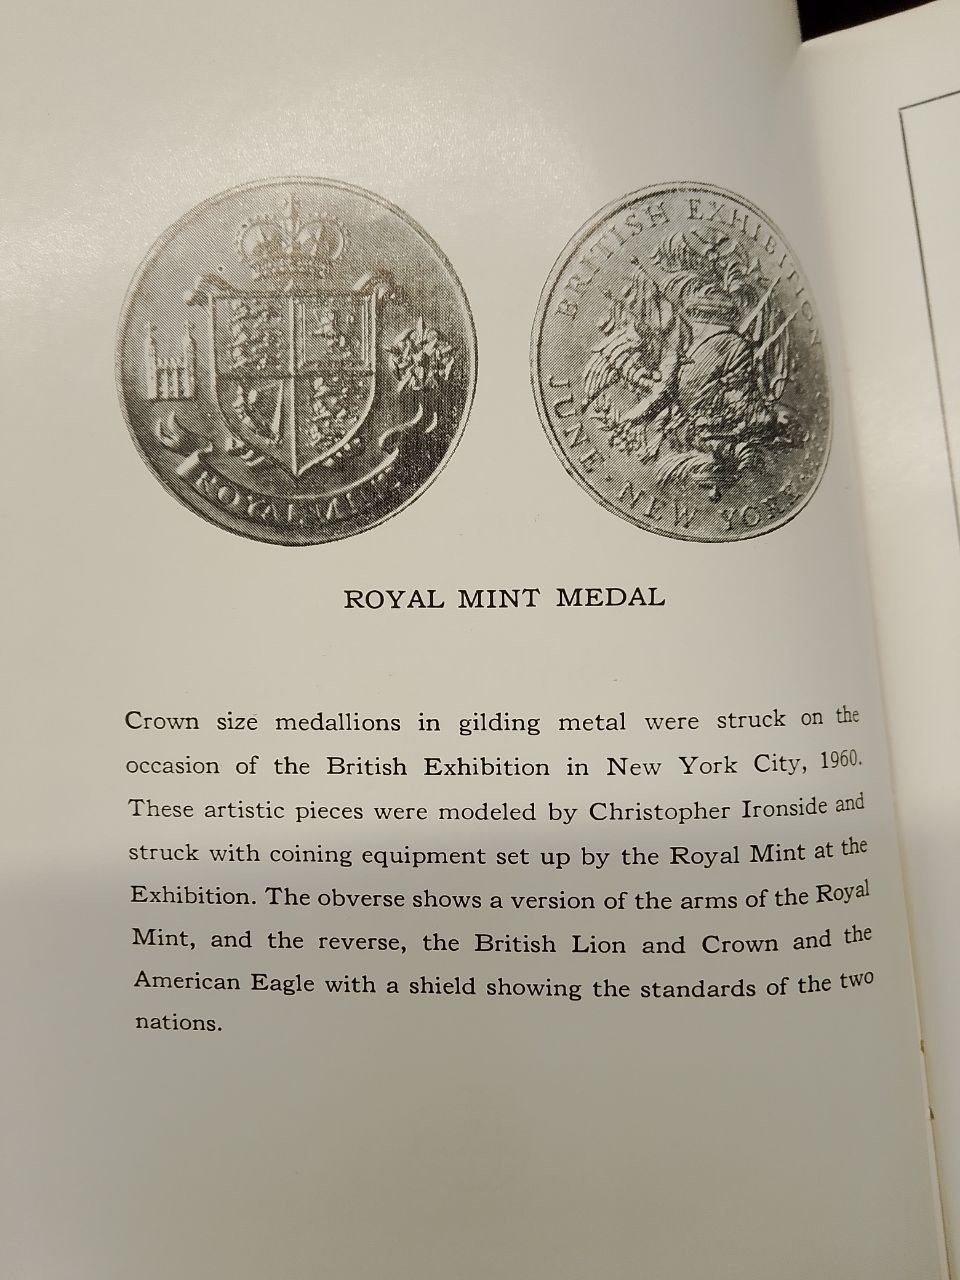 BRITISH EXHIBITION
JUNE · NEW YORK ·
ROYAL MINT
ROYAL MINT MEDAL
Crown size medallions in gilding metal were struck on the
occasion of the British Exhibition in New York City, 1960.
These artistic pieces were modeled by Christopher Ironside and
struck with coining equipment set up by the Royal Mint at the
Exhibition. The obverse shows a version of the arms of the Royal
Mint, and the reverse, the British Lion and Crown and the
American Eagle with a shield showing the standards of the two
nations.